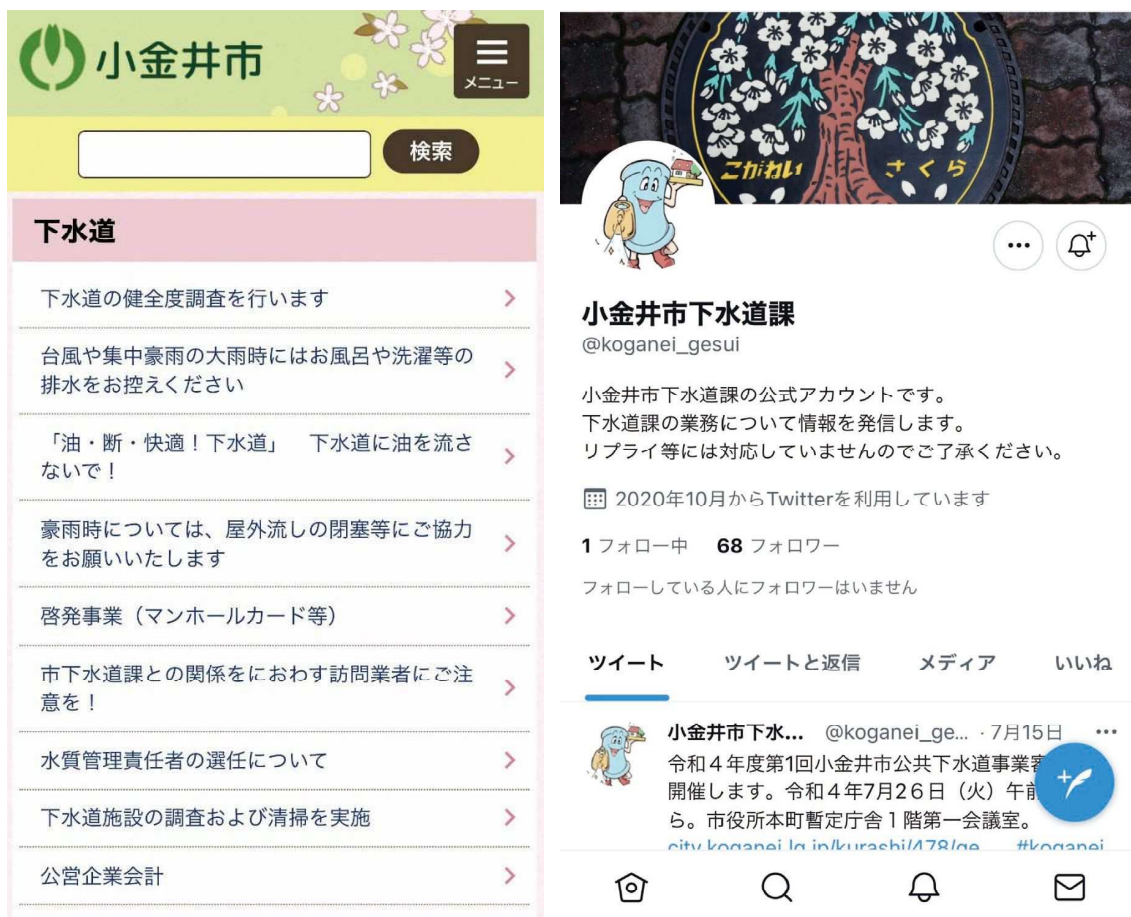 小金井市
メニュー
検索
下水道
下水道の健全度調査を行います
台風や集中豪雨の大雨時にはお風呂や洗濯等の
排水をお控えください
「油・断・快適！下水道」　下水道に油を流さ
ないで！
豪雨時については、屋外流しの閉塞等にご協力
をお願いいたします
啓発事業（マンホールカード等）
市下水道課との関係をにおわす訪問業者にご注
意を！
水質管理責任者の選任について
下水道施設の調査および清掃を実施
公営企業会計
こがねい さくら
小金井市下水道課
@koganei_gesui
小金井市下水道課の公式アカウントです。
下水道課の業務について情報を発信します。
リプライ等には対応していませんのでご了承ください。
2020年10月からTwitterを利用しています
1 フォロー中 68 フォロワー
フォローしている人にフォロワーはいません
ツイート ツイートと返信 メディア いいね
小金井市下水... @koganei_ge... · 7月15日
令和４年度第1回小金井市公共下水道事業
開催します。令和４年7月2６日（火）午前
ら。市役所本町暫定庁舎１階第一会議室。
city.koganei.lg.jp/kurashi/478/ge... #koganei